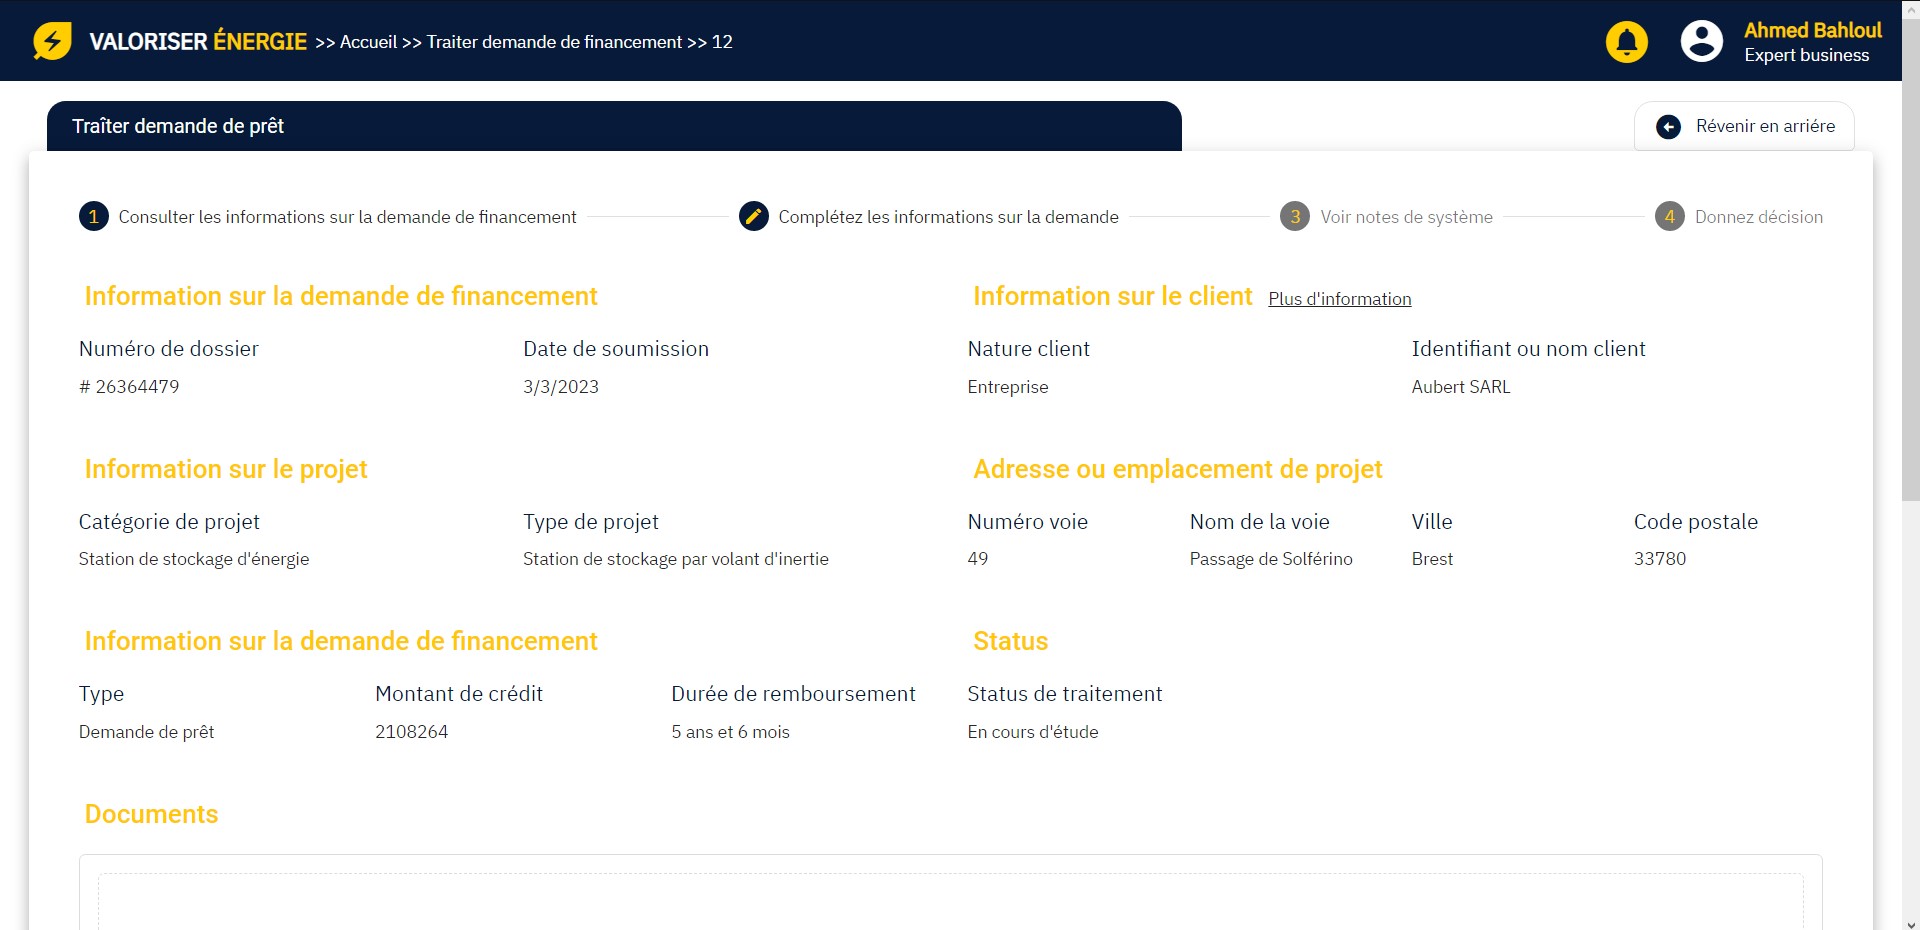 VALORISER ÉNERGIE >> Accueil >> Traiter demande de financement >> 12
Ahmed Bahloul
Expert business
Traîter demande de prêt
Révenir en arriére
1 Consulter les informations sur la demande de financement
Complétez les informations sur la demande
3 Voir notes de système
4 Donnez décision
Information sur la demande de financement
Information sur le client Plus d'information
Numéro de dossier
Date de soumission
Nature client
Identifiant ou nom client
# 26364479
3/3/2023
Entreprise
Aubert SARL
Information sur le projet
Adresse ou emplacement de projet
Catégorie de projet
Type de projet
Numéro voie
Nom de la voie
Ville
Code postale
Station de stockage d'énergie
Station de stockage par volant d'inertie
49
Passage de Solférino
Brest
33780
Information sur la demande de financement
Status
Type
Montant de crédit
Durée de remboursement
Status de traitement
Demande de prêt
2108264
5 ans et 6 mois
En cours d'étude
Documents